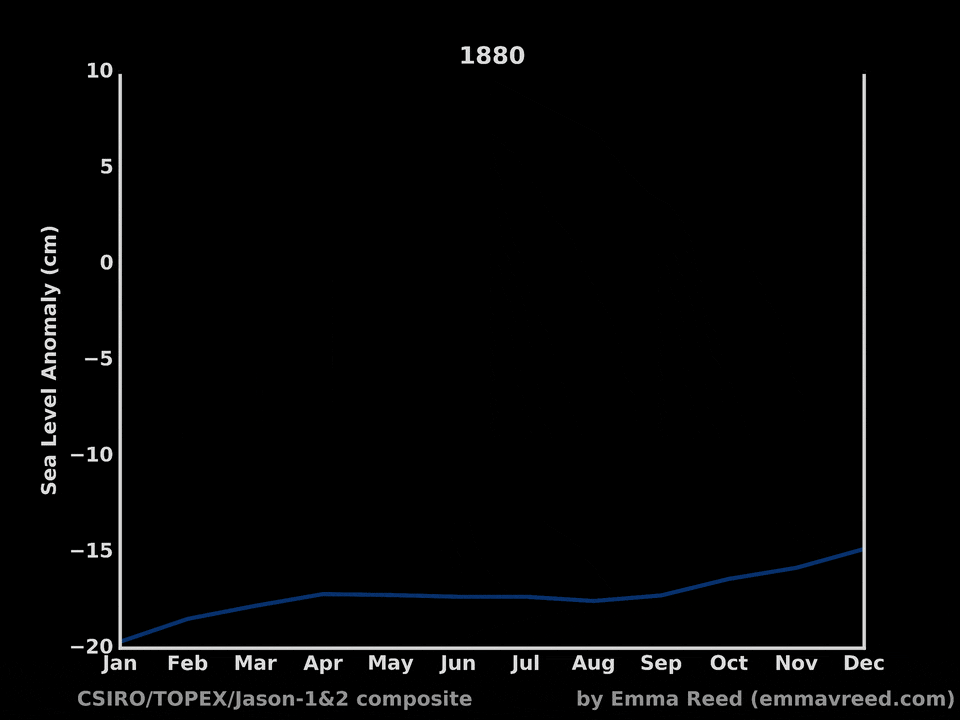 1880
10
5
0
−5
−10
−15
−20
Sea Level Anomaly (cm)
Jan Feb Mar Apr May Jun Jul Aug Sep Oct Nov Dec
CSIRO/TOPEX/Jason-1&2 composite by Emma Reed (emmavreed.com)